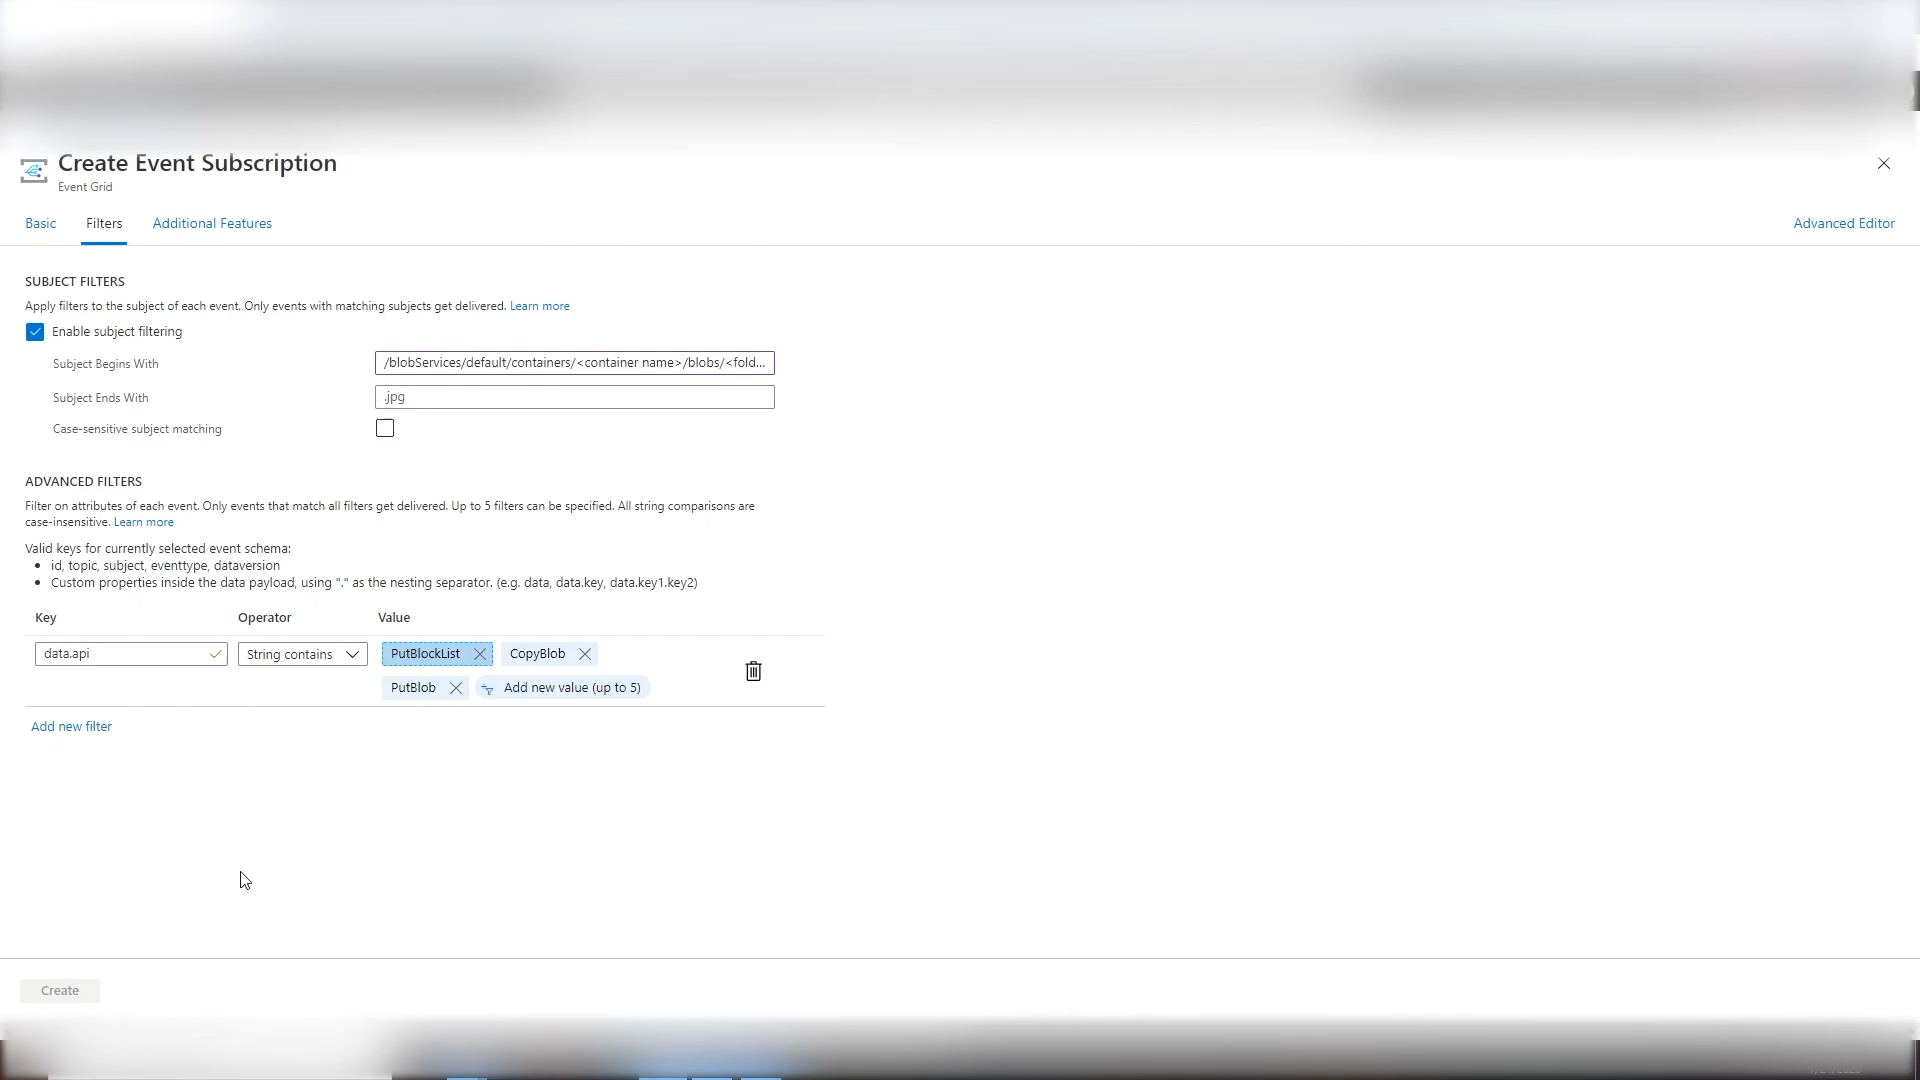 Create Event Subscription
Event Grid
Basic
Filters
Additional Features
Advanced Editor
SUBJECT FILTERS
Apply filters to the subject of each event. Only events with matching subjects get delivered. Learn more
Enable subject filtering
Subject Begins With
/blobServices/default/containers/<container name>/blobs/<fold...
Subject Ends With
.jpg
Case-sensitive subject matching
ADVANCED FILTERS
Filter on attributes of each event. Only events that match all filters get delivered. Up to 5 filters can be specified. All string comparisons are
case-insensitive. Learn more
Valid keys for currently selected event schema:
• id, topic, subject, eventtype, dataversion
• Custom properties inside the data payload, using "." as the nesting separator. (e.g. data, data.key, data.key1.key2)
Key Operator Value
data.api String contains PutBlockList CopyBlob
PutBlob Add new value (up to 5)
Add new filter
Create